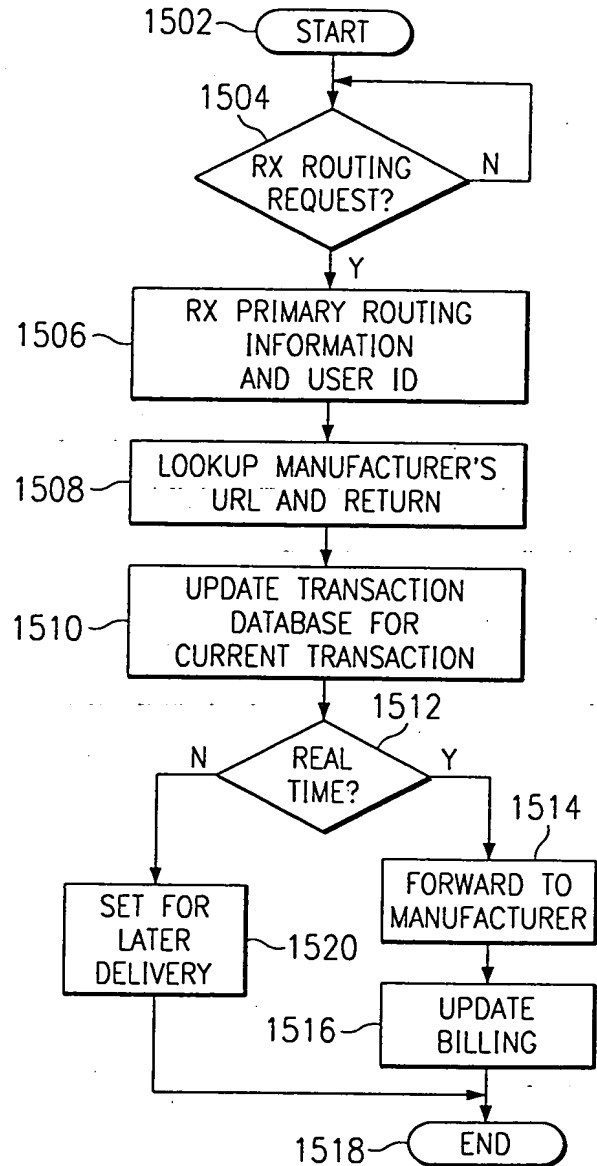 1502
START
1504
RX ROUTING
REQUEST?
N
Y
1506
RX PRIMARY ROUTING
INFORMATION
AND USER ID
1508
LOOKUP MANUFACTURER'S
URL AND RETURN
1510
UPDATE TRANSACTION
DATABASE FOR
CURRENT TRANSACTION
1512
N
REAL
TIME?
Y
1514
FORWARD TO
MANUFACTURER
SET FOR
LATER
DELIVERY
1520
1516
UPDATE
BILLING
1518
END